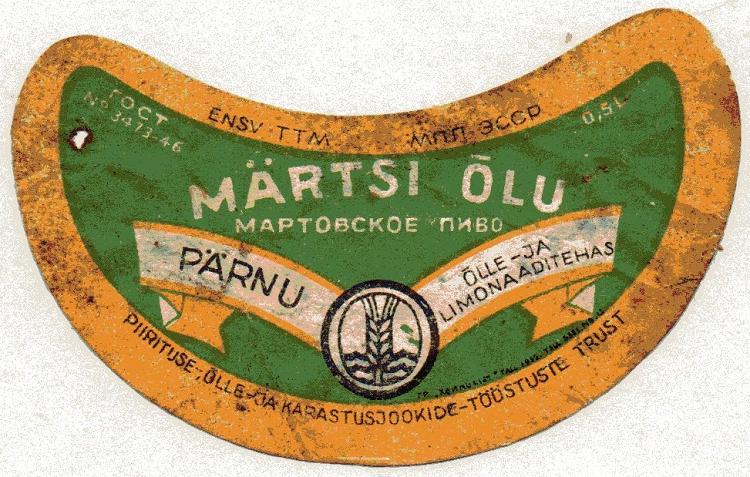 ГОСТ
№ 3473-46
ENSV TTM
МПП ЭССР
0,5 L
MÄRTSI ÕLU
МАРТОВСКОЕ ПИВО
PÄRNU
ÕLLE-JA
LIMONAADITEHAS
PIIRITUSE-ÕLLE-JA KARASTUSJOOKIDE-TÖÖSTUSTE TRUST